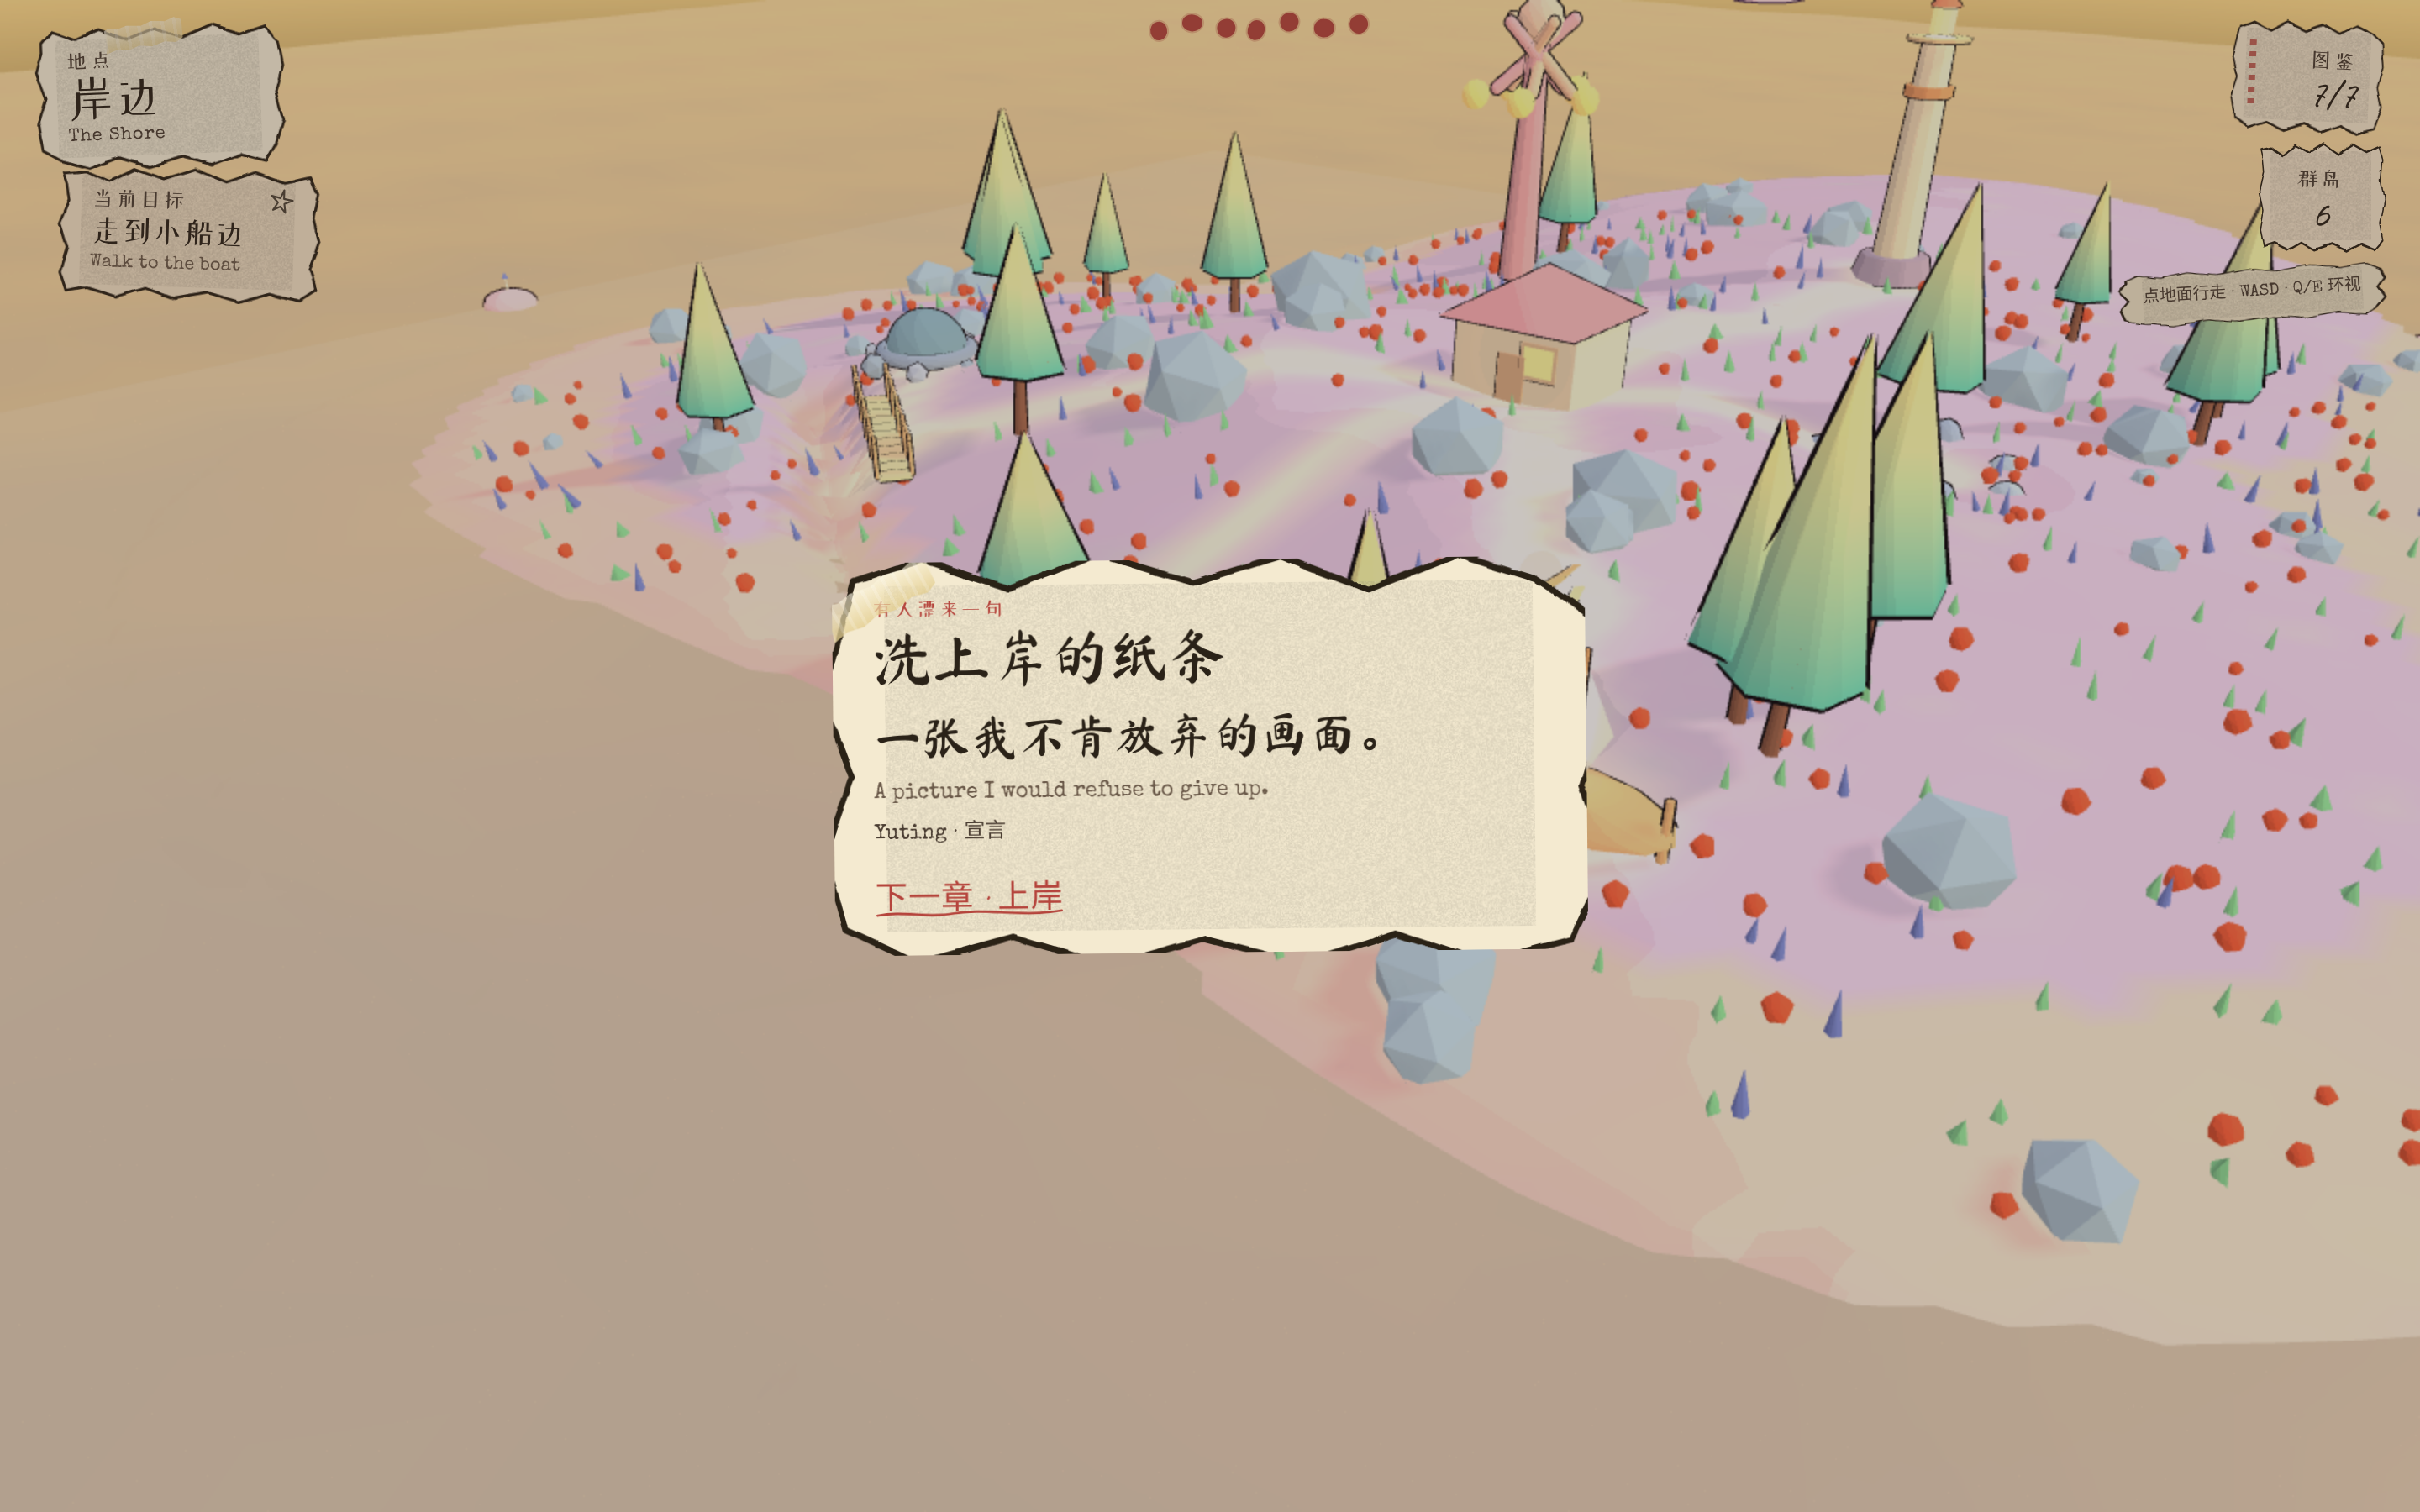 地点
岸边
The Shore
当前目标
走到小船边
Walk to the boat
图鉴
7/7
群岛
6
点地面行走 · WASD · Q/E 环视
有人漂来一句
洗上岸的纸条
一张我不肯放弃的画面。
A picture I would refuse to give up.
Yuting · 宣言
下一章 · 上岸